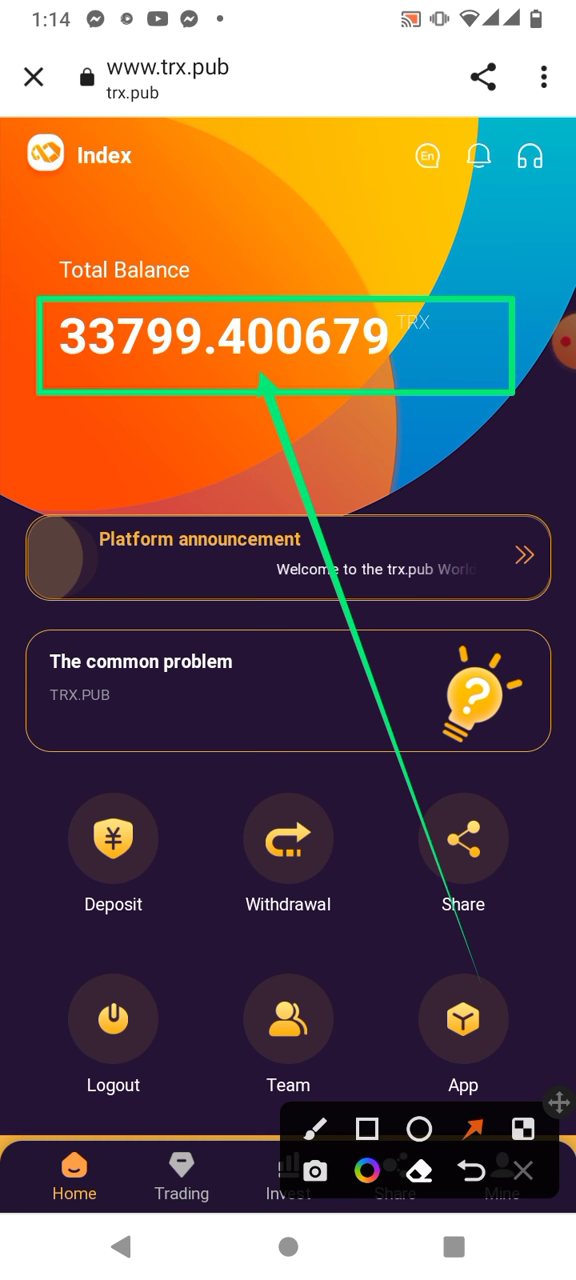 1:14
www.trx.pub
trx.pub
Index
En
Total Balance
33799.400679 TRX
Platform announcement
Welcome to the trx.pub World
The common problem
TRX.PUB
Deposit
Withdrawal
Share
Logout
Team
App
Home
Trading
Invest
Share
Mine